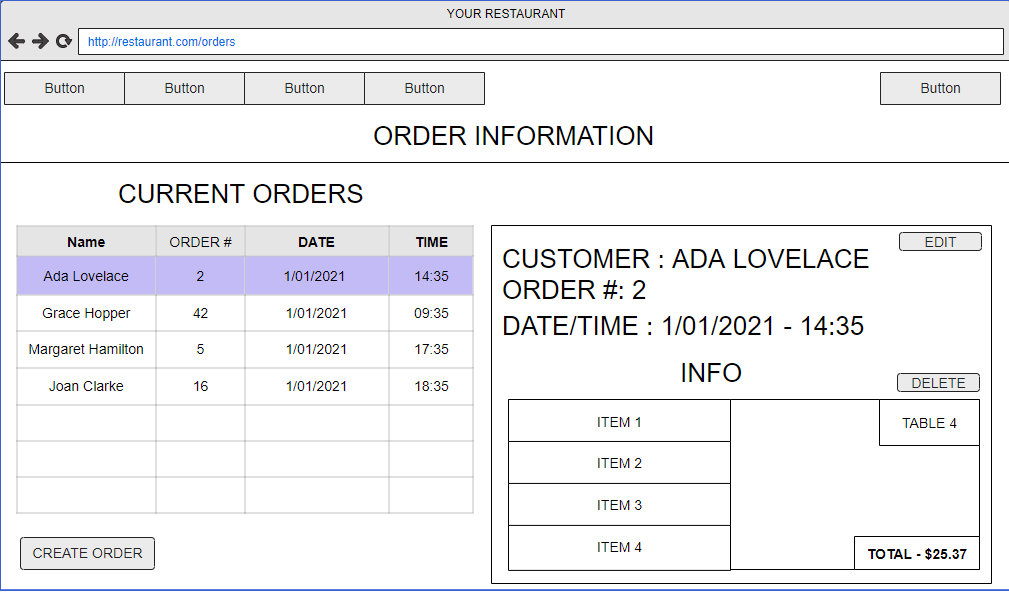 YOUR RESTAURANT
http://restaurant.com/orders
Button Button Button Button Button
ORDER INFORMATION
CURRENT ORDERS
Name ORDER # DATE TIME
Ada Lovelace 2 1/01/2021 14:35
Grace Hopper 42 1/01/2021 09:35
Margaret Hamilton 5 1/01/2021 17:35
Joan Clarke 16 1/01/2021 18:35
CREATE ORDER
EDIT
CUSTOMER : ADA LOVELACE
ORDER #: 2
DATE/TIME : 1/01/2021 - 14:35
INFO
DELETE
ITEM 1
ITEM 2
ITEM 3
ITEM 4
TABLE 4
TOTAL - $25.37